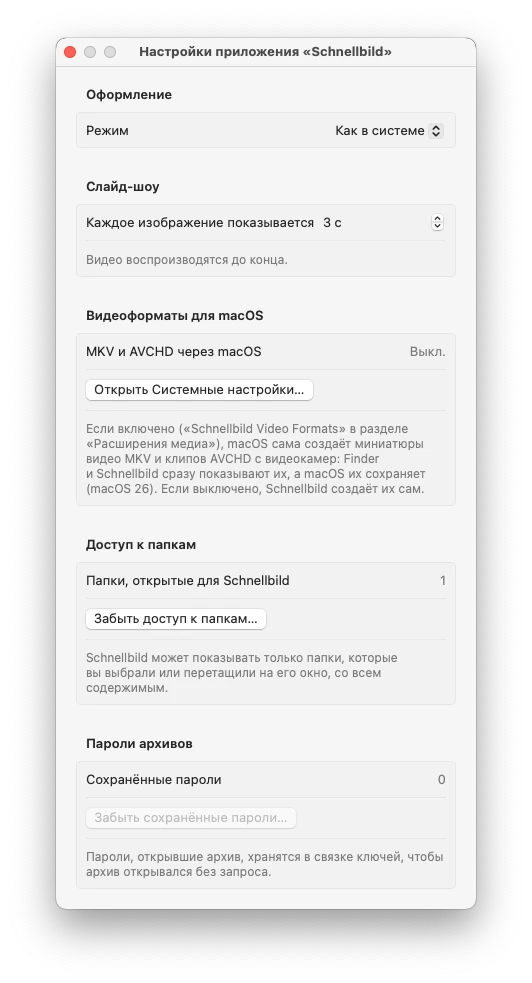 Настройки приложения «Schnellbild»
Оформление
Режим Как в системе
Слайд-шоу
Каждое изображение показывается 3 с
Видео воспроизводятся до конца.
Видеоформаты для macOS
MKV и AVCHD через macOS Выкл.
Открыть Системные настройки...
Если включено («Schnellbild Video Formats» в разделе
«Расширения медиа»), macOS сама создаёт миниатюры
видео MKV и клипов AVCHD с видеокамер: Finder
и Schnellbild сразу показывают их, а macOS их сохраняет
(macOS 26). Если выключено, Schnellbild создаёт их сам.
Доступ к папкам
Папки, открытые для Schnellbild 1
Забыть доступ к папкам...
Schnellbild может показывать только папки, которые
вы выбрали или перетащили на его окно, со всем
содержимым.
Пароли архивов
Сохранённые пароли 0
Забыть сохранённые пароли...
Пароли, открывшие архив, хранятся в связке ключей, чтобы
архив открывался без запроса.